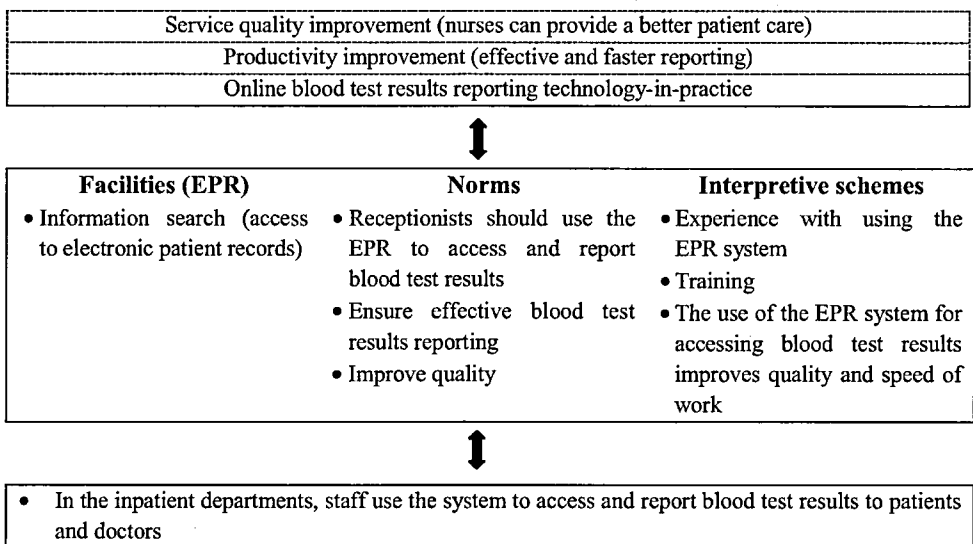 Service quality improvement (nurses can provide a better patient care)
Productivity improvement (effective and faster reporting)
Online blood test results reporting technology-in-practice
Facilities (EPR)
• Information search (access
to electronic patient records)
Norms
• Receptionists should use the
EPR to access and report
blood test results
• Ensure effective blood test
results reporting
• Improve quality
Interpretive schemes
• Experience with using the
EPR system
• Training
• The use of the EPR system for
accessing blood test results
improves quality and speed of
work
• In the inpatient departments, staff use the system to access and report blood test results to patients
and doctors